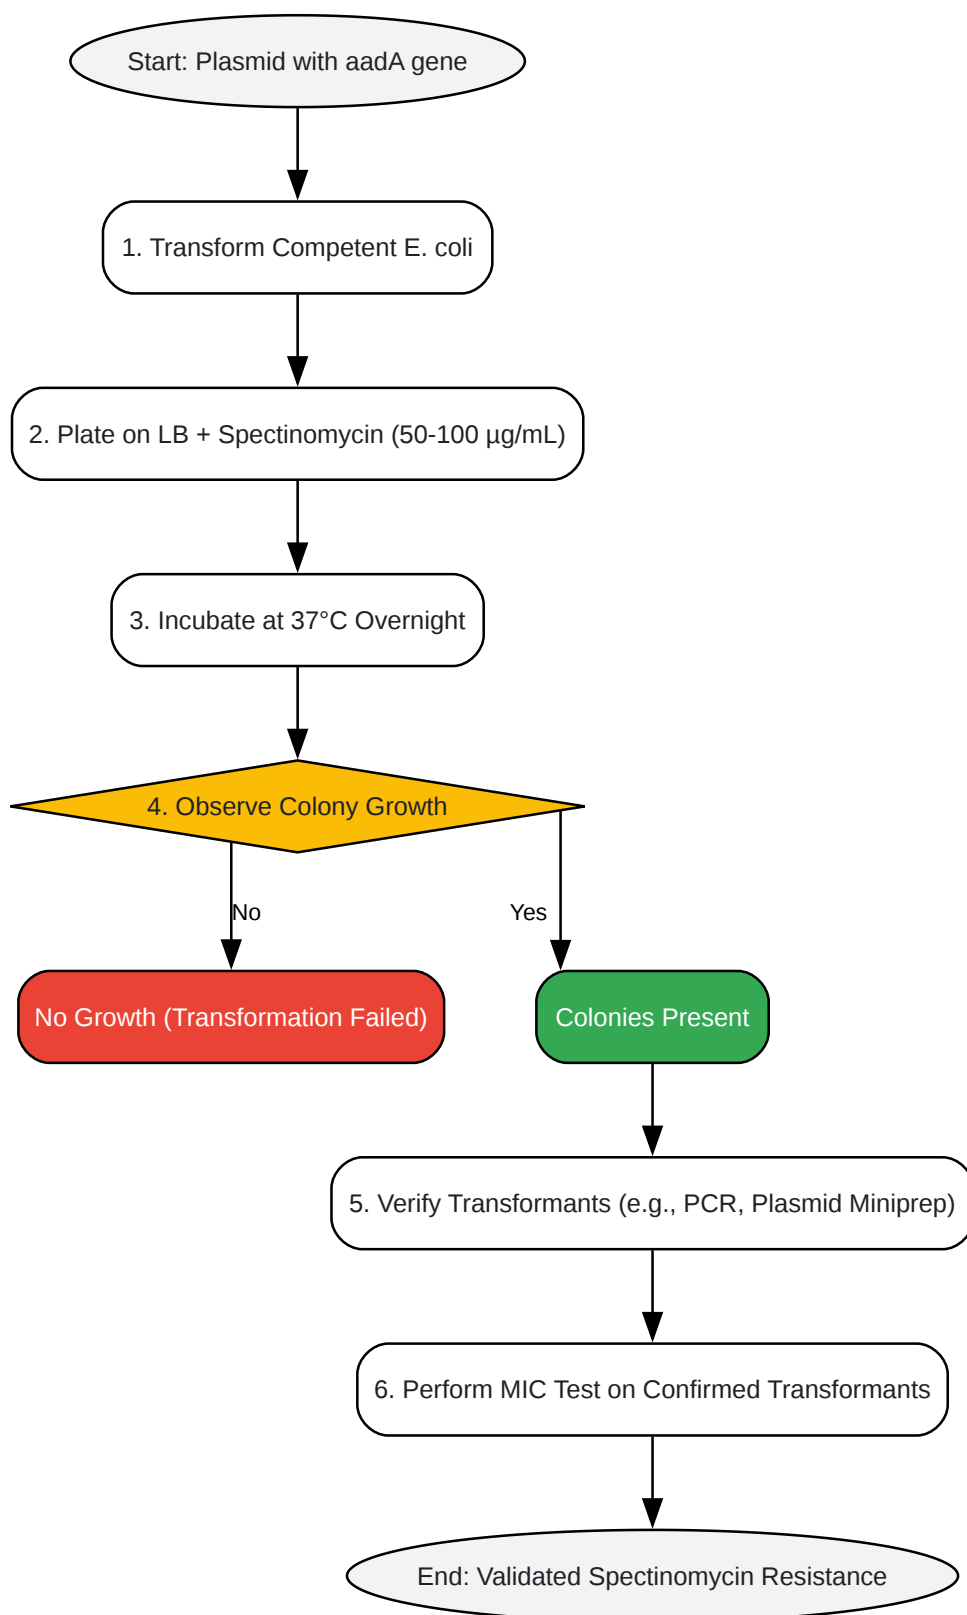 Start: Plasmid with aadA gene
1. Transform Competent E. coli
2. Plate on LB + Spectinomycin (50-100 µg/mL)
3. Incubate at 37°C Overnight
4. Observe Colony Growth
No
Yes
No Growth (Transformation Failed)
Colonies Present
5. Verify Transformants (e.g., PCR, Plasmid Miniprep)
6. Perform MIC Test on Confirmed Transformants
End: Validated Spectinomycin Resistance